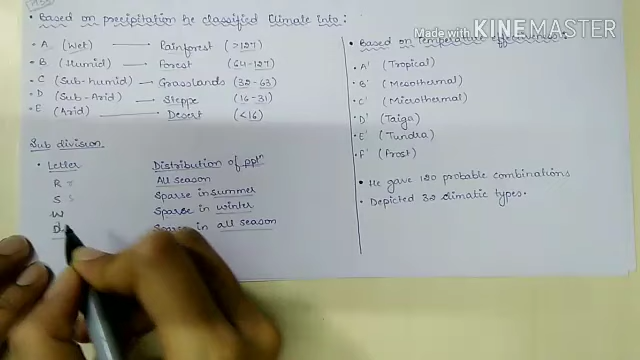 Made with KINEMASTER
• Based on precipitation he classified Climate into:
• A (Wet) → Rainforest (>127)
• B (Humid) → Forest (64-127)
• C (Sub-humid) → Grasslands (32-63)
• D (Sub-Arid) → Steppe (16-31)
• E (Arid) → Desert (<16)
Sub division
• Letter Distribution of pptn
R All season
S Sparse in summer
W Sparse in winter
d in all season
• Based on Temperature
• A' (Tropical)
• B' (Mesothermal)
• C' (Microthermal)
• D' (Taiga)
• E' (Tundra)
• F' (Frost)
• He gave 120 probable combinations
• Depicted 32 climatic types.